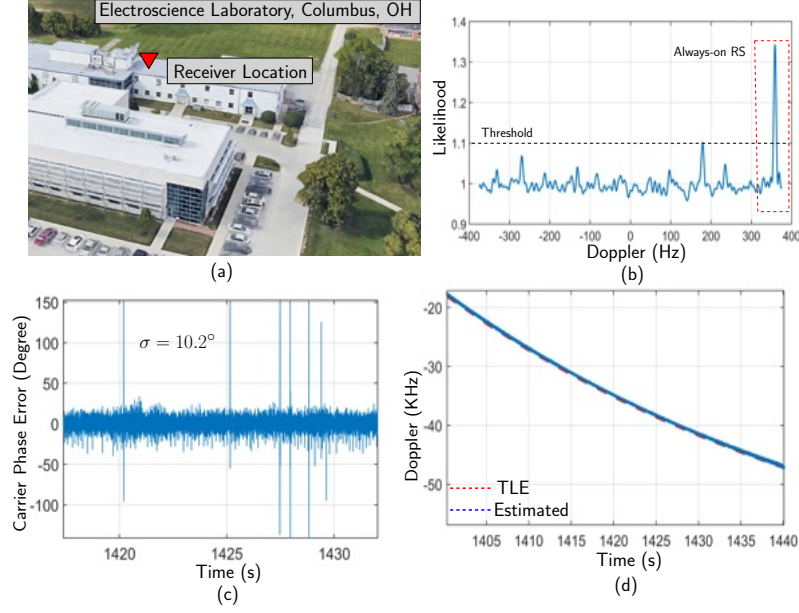 Electroscience Laboratory, Columbus, OH
Receiver Location
(a)
1.4
1.3
1.2
1.1
1
0.9
Likelihood
Always-on RS
Threshold
-400 -300 -200 -100 0 100 200 300 400
Doppler (Hz)
(b)
150
100
50
0
-50
-100
Carrier Phase Error (Degree)
σ = 10.2°
1420 1425 1430
Time (s)
(c)
-20
-30
-40
-50
Doppler (KHz)
TLE
Estimated
1405 1410 1415 1420 1425 1430 1435 1440
Time (s)
(d)